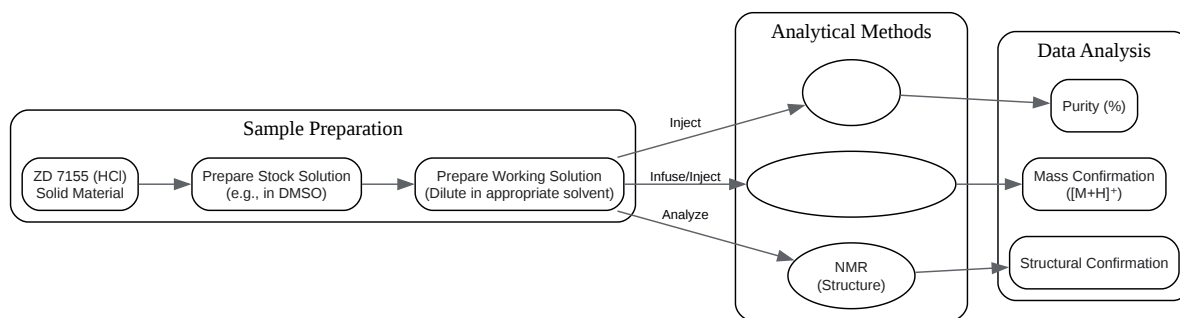 Sample Preparation
ZD 7155 (HCl)
Solid Material
Prepare Stock Solution
(e.g., in DMSO)
Prepare Working Solution
(Dilute in appropriate solvent)
Inject
Infuse/Inject
Analyze
Analytical Methods
NMR
(Structure)
Data Analysis
Purity (%)
Mass Confirmation
([M+H]⁺)
Structural Confirmation